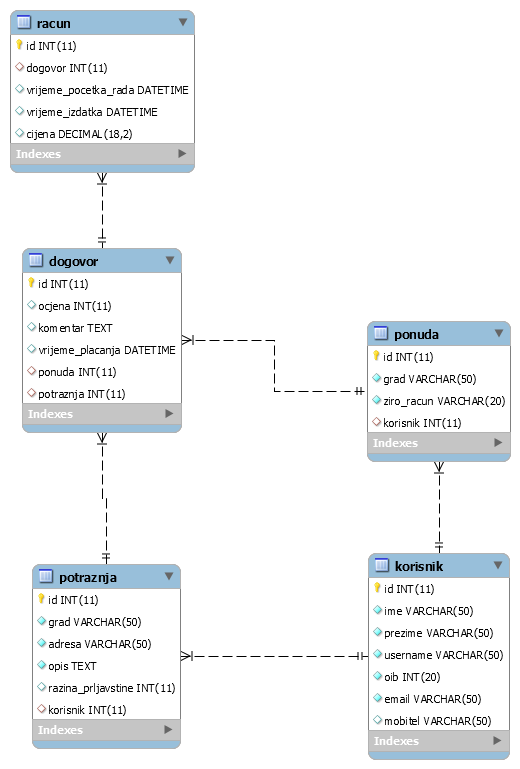 racun
id INT(11)
dogovor INT(11)
vrijeme_pocetka_rada DATETIME
vrijeme_izdatka DATETIME
cijena DECIMAL(18,2)
Indexes
dogovor
id INT(11)
ocjena INT(11)
komentar TEXT
vrijeme_placanja DATETIME
ponuda INT(11)
potraznja INT(11)
Indexes
ponuda
id INT(11)
grad VARCHAR(50)
ziro_racun VARCHAR(20)
korisnik INT(11)
Indexes
potraznja
id INT(11)
grad VARCHAR(50)
adresa VARCHAR(50)
opis TEXT
razina_prljavstine INT(11)
korisnik INT(11)
Indexes
korisnik
id INT(11)
ime VARCHAR(50)
prezime VARCHAR(50)
username VARCHAR(50)
oib INT(20)
email VARCHAR(50)
mobitel VARCHAR(50)
Indexes